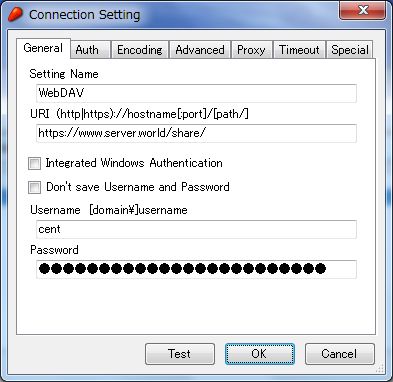 Connection Setting
General Auth Encoding Advanced Proxy Timeout Special
Setting Name
WebDAV
URI (http|https)://hostname[:port]/[path/]
https://www.server.world/share/
Integrated Windows Authentication
Don't save Username and Password
Username [domain¥]username
cent
Password
●●●●●●●●●●●●●●●●●●●●●●●●
Test OK Cancel